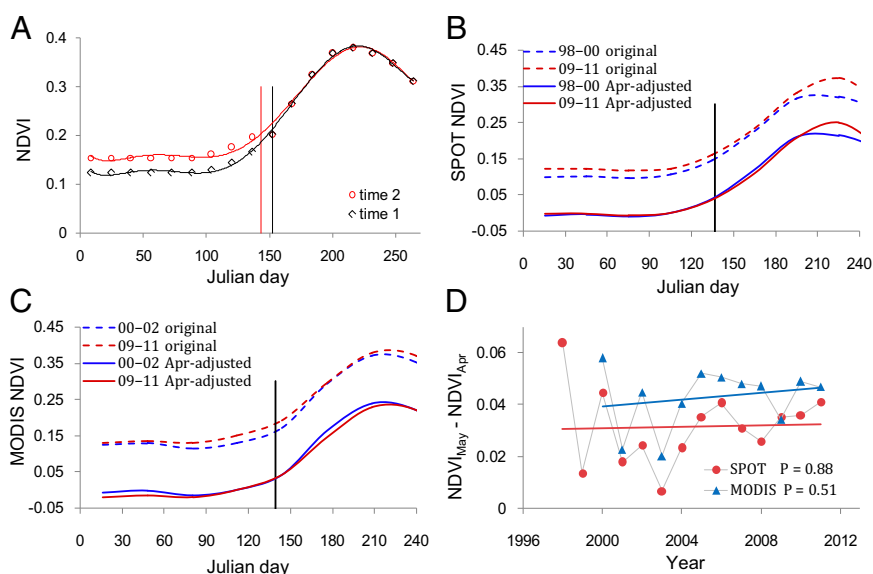 A
NDVI
0.4
0.3
0.2
0.1
0
0
50
100
150
200
250
Julian day
time 2
time 1
B
SPOT NDVI
0.45
0.35
0.25
0.15
0.05
-0.05
98–00 original
09–11 original
98–00 Apr-adjusted
09–11 Apr-adjusted
0
30
60
90
120
150
180
210
240
Julian day
C
MODIS NDVI
0.45
0.35
0.25
0.15
0.05
-0.05
00–02 original
09–11 original
00–02 Apr-adjusted
09–11 Apr-adjusted
0
30
60
90
120
150
180
210
240
Julian day
D
NDVIMay - NDVIApr
0.06
0.04
0.02
0
SPOT P = 0.88
MODIS P = 0.51
1996
2000
2004
2008
2012
Year